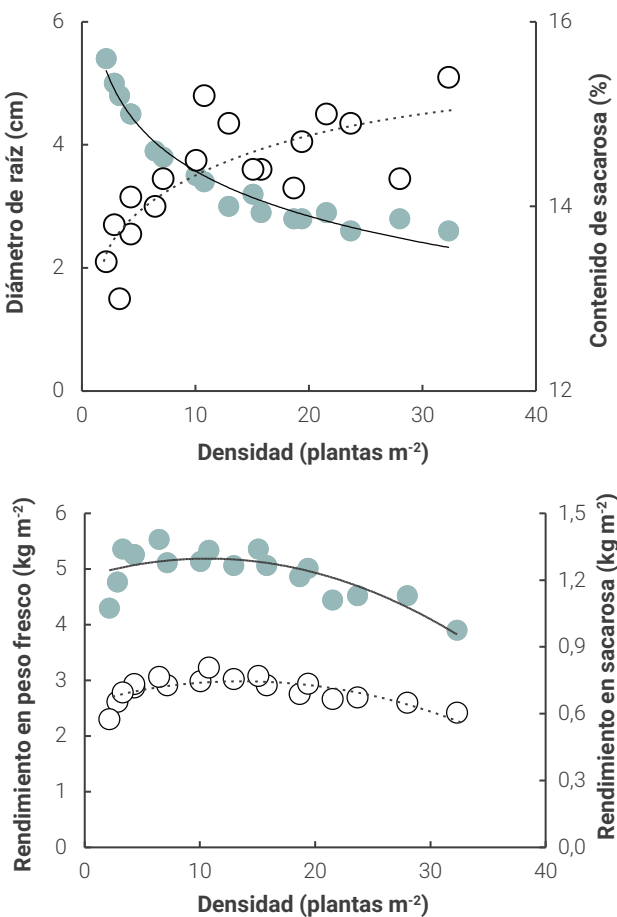 6
4
2
0
Diámetro de raíz (cm)
16
14
12
Contenido de sacarosa (%)
0 10 20 30 40
Densidad (plantas m-2)
6
5
4
3
2
1
0
Rendimiento en peso fresco (kg m-2)
1,5
1,2
0,9
0,6
0,3
0,0
Rendimiento en sacarosa (kg m-2)
0 10 20 30 40
Densidad (plantas m-2)